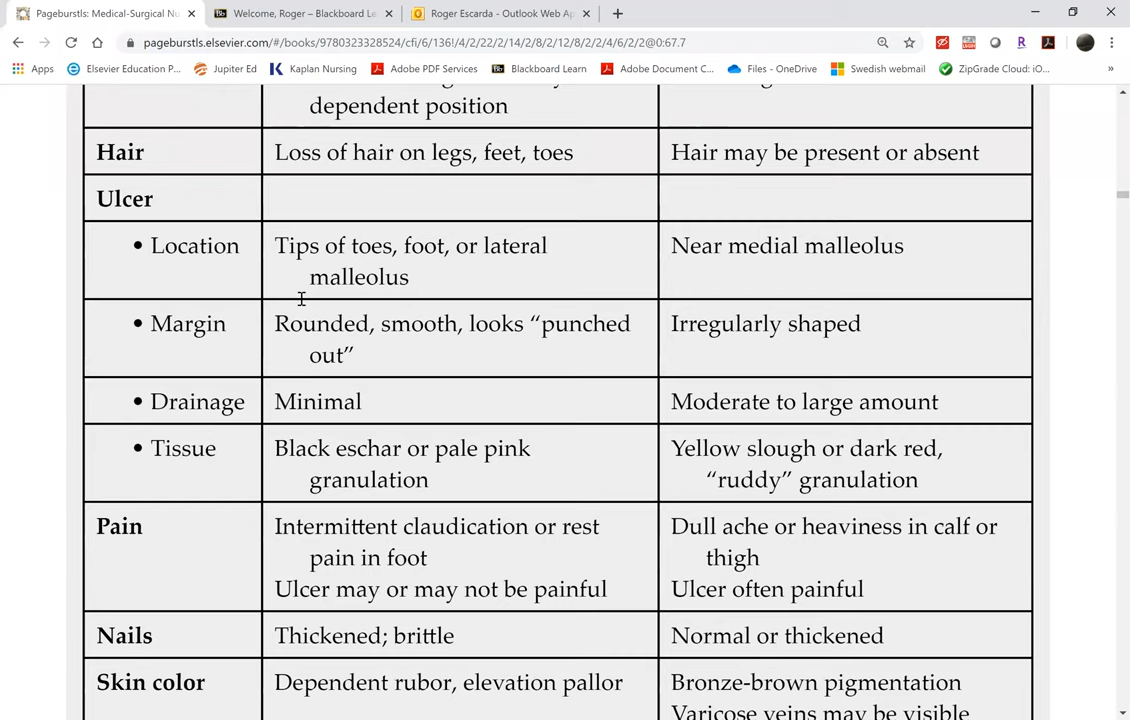 Pageburstls: Medical-Surgical Nu
Welcome, Roger – Blackboard Le
Roger Escarda - Outlook Web Ap
pageburstls.elsevier.com/#/books/9780323328524/cfi/6/136!/4/2/22/2/14/2/8/2/12/8/2/2/4/6/2/2@0:67.7
Apps
Elsevier Education P...
Jupiter Ed
Kaplan Nursing
Adobe PDF Services
Blackboard Learn
Adobe Document C...
Files - OneDrive
Swedish webmail
ZipGrade Cloud: iO...
dependent position
Hair
Loss of hair on legs, feet, toes
Hair may be present or absent
Ulcer
• Location
Tips of toes, foot, or lateral
malleolus
Near medial malleolus
• Margin
Rounded, smooth, looks “punched
out”
Irregularly shaped
• Drainage
Minimal
Moderate to large amount
• Tissue
Black eschar or pale pink
granulation
Yellow slough or dark red,
“ruddy” granulation
Pain
Intermittent claudication or rest
pain in foot
Ulcer may or may not be painful
Dull ache or heaviness in calf or
thigh
Ulcer often painful
Nails
Thickened; brittle
Normal or thickened
Skin color
Dependent rubor, elevation pallor
Bronze-brown pigmentation
Varicose veins may be visible